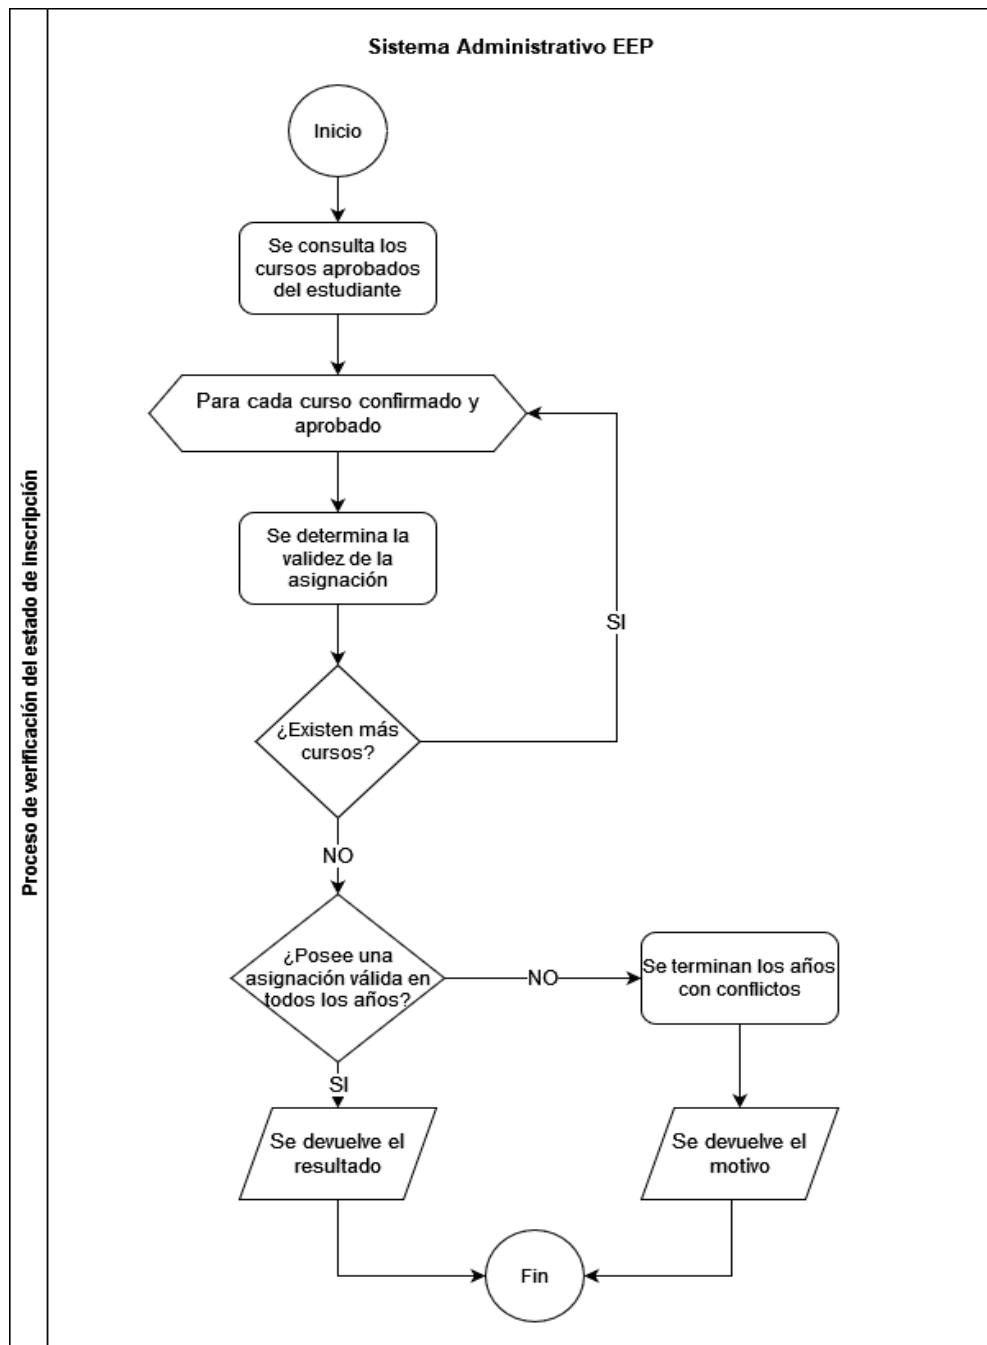 Sistema Administrativo EEP
Proceso de verificación del estado de inscripción
Inicio
Se consulta los
cursos aprobados
del estudiante
Para cada curso confirmado y
aprobado
Se determina la
validez de la
asignación
SI
¿Existen más
cursos?
NO
¿Posee una
asignación válida en
todos los años?
NO
Se terminan los años
con conflictos
SI
Se devuelve el
resultado
Se devuelve el
motivo
Fin